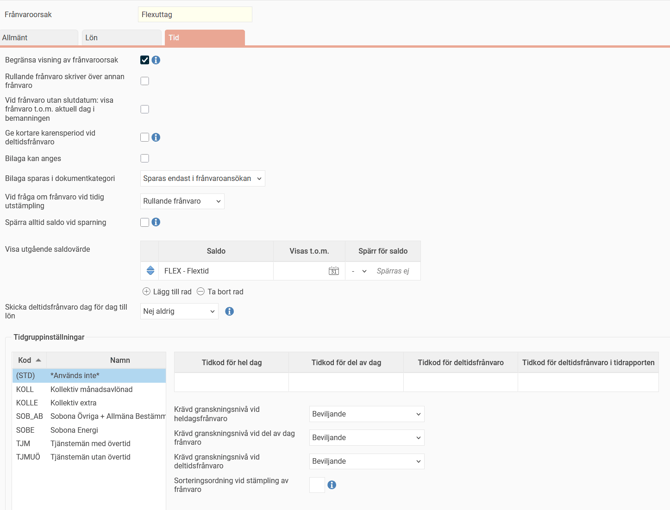 Frånvaroorsak Flexuttag
Allmänt Lön Tid
Begränsa visning av frånvaroorsak
Rullande frånvaro skriver över annan
frånvaro
Vid frånvaro utan slutdatum: visa
frånvaro t.o.m. aktuell dag i
bemanningen
Ge kortare karensperiod vid
deltidsfrånvaro
Bilaga kan anges
Bilaga sparas i dokumentkategori Sparas endast i frånvaroansökan
Vid fråga om frånvaro vid tidig
utstämpling
Rullande frånvaro
Spärra alltid saldo vid sparning
Visa utgående saldovärde
Saldo Visas t.o.m. Spärr för saldo
FLEX - Flextid - Spärras ej
Lägg till rad Ta bort rad
Skicka deltidsfrånvaro dag för dag till
lön
Nej aldrig
Tidgruppinställningar
Kod Namn
(STD) *Används inte*
KOLL Kollektiv månadsavlönad
KOLLE Kollektiv extra
SOB_AB Sobona Övriga + Allmäna Bestämm
SOBE Sobona Energi
TJM Tjänstemän med övertid
TJMUÖ Tjänstemän utan övertid
Tidkod för hel dag Tidkod för del av dag Tidkod för deltidsfrånvaro Tidkod för deltidsfrånvaro i tidrapporten
Krävd granskningsnivå vid
heldagsfrånvaro
Beviljande
Krävd granskningsnivå vid del av dag
frånvaro
Beviljande
Krävd granskningsnivå vid
deltidsfrånvaro
Beviljande
Sorteringsordning vid stämpling av
frånvaro